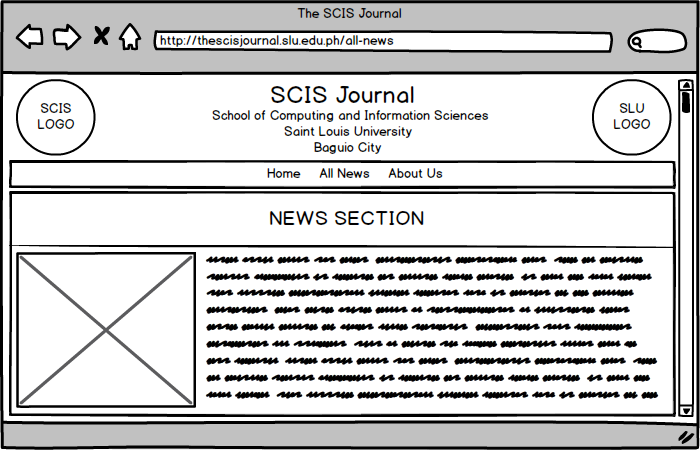 The SCIS Journal
http://thescisjournal.slu.edu.ph/all-news
SCIS
LOGO
SCIS Journal
School of Computing and Information Sciences
Saint Louis University
Baguio City
SLU
LOGO
Home All News About Us
NEWS SECTION